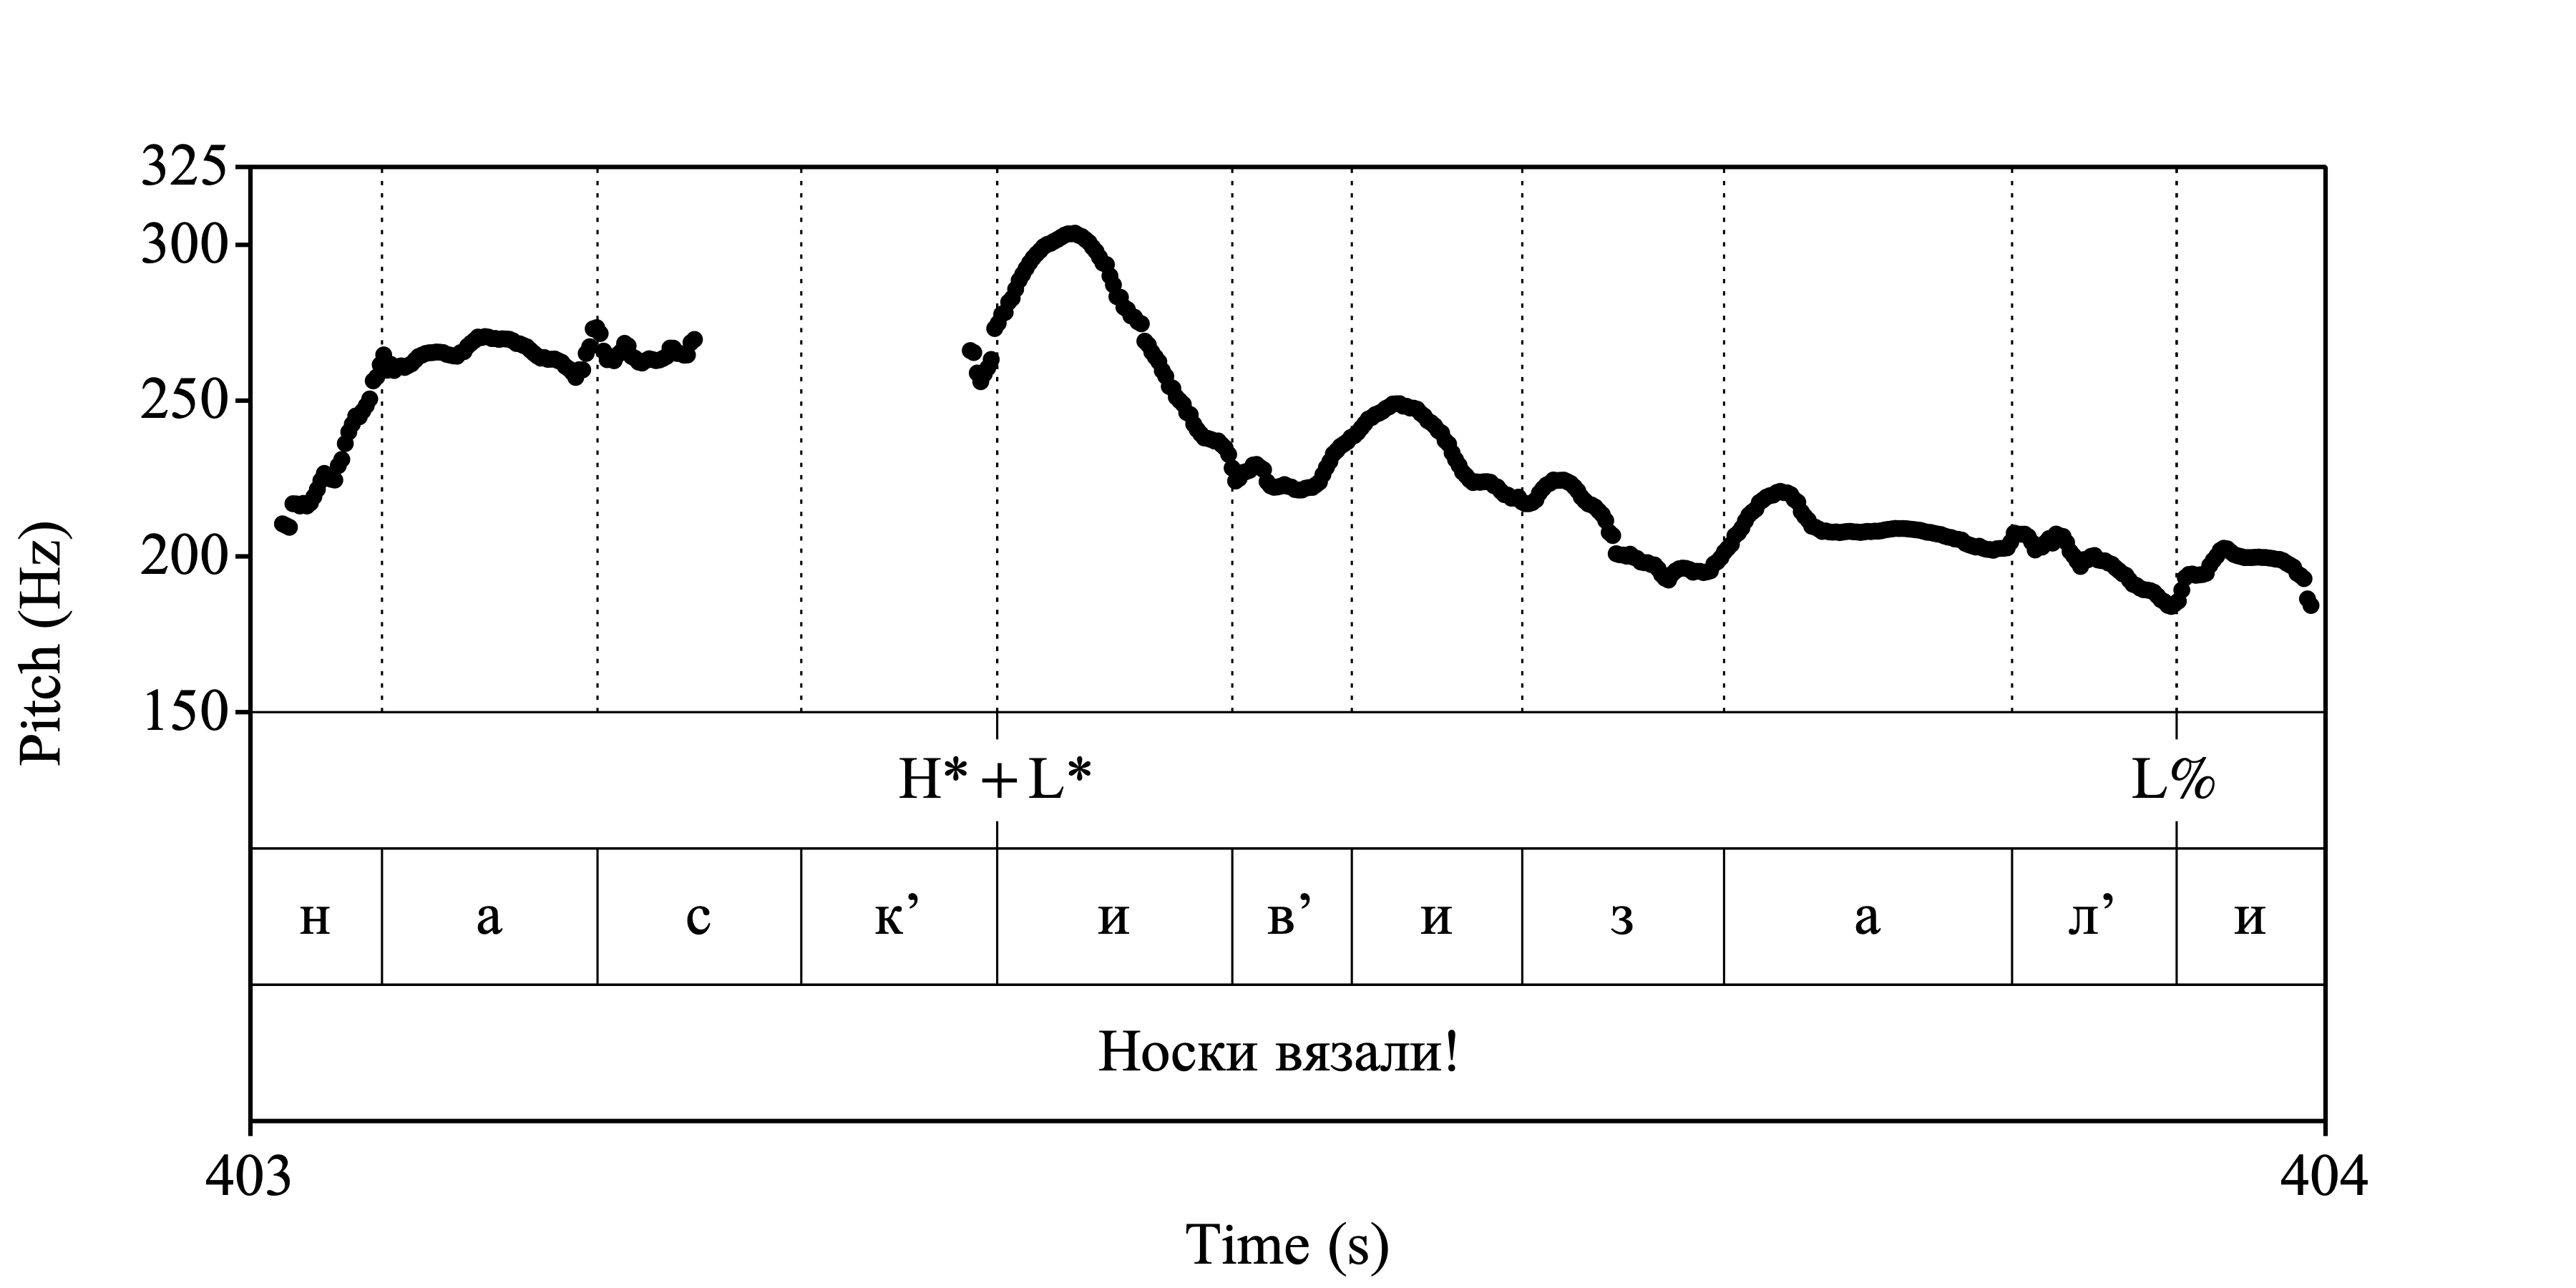 325
300
250
200
150
Pitch (Hz)
H* + L* L%
н а с к’ и в’ и з а л’ и
Носки вязали!
403 404
Time (s)